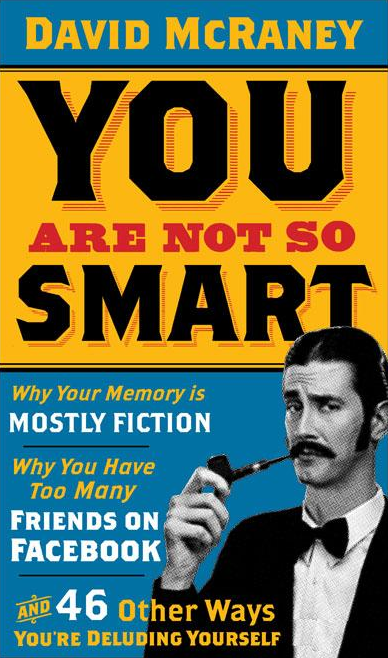 DAVID MCRANEY
YOU
ARE NOT SO
SMART
Why Your Memory is
MOSTLY FICTION
Why You Have
Too Many
FRIENDS ON
FACEBOOK
AND 46 Other Ways
YOU'RE DELUDING YOURSELF